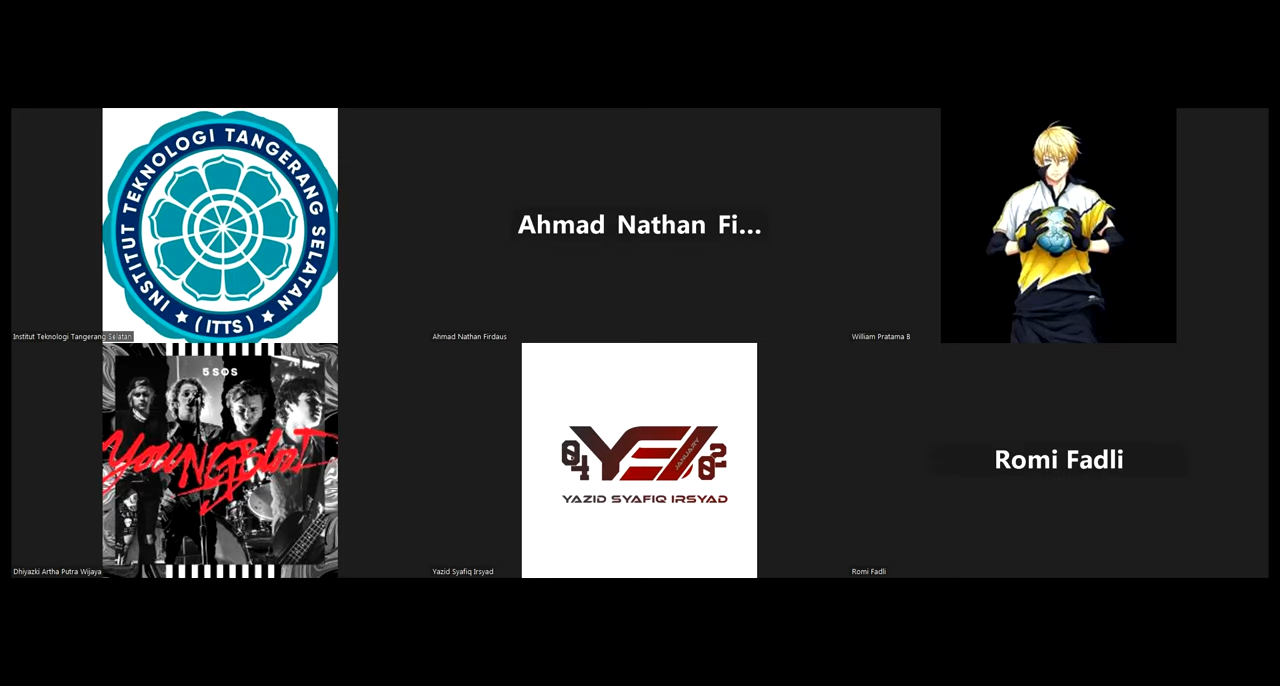 INSTITUT TEKNOLOGI TANGERANG SELATAN
( ITTS )
Institut Teknologi Tangerang Selatan
Ahmad Nathan Fi...
Ahmad Nathan Firdaus
William Pratama B
5SOS
YOUNGBlooD
Dhiyazki Artha Putra Wijaya
04 YSI JANUARY 02
YAZID SYAFIQ IRSYAD
Yazid Syafiq Irsyad
Romi Fadli
Romi Fadli